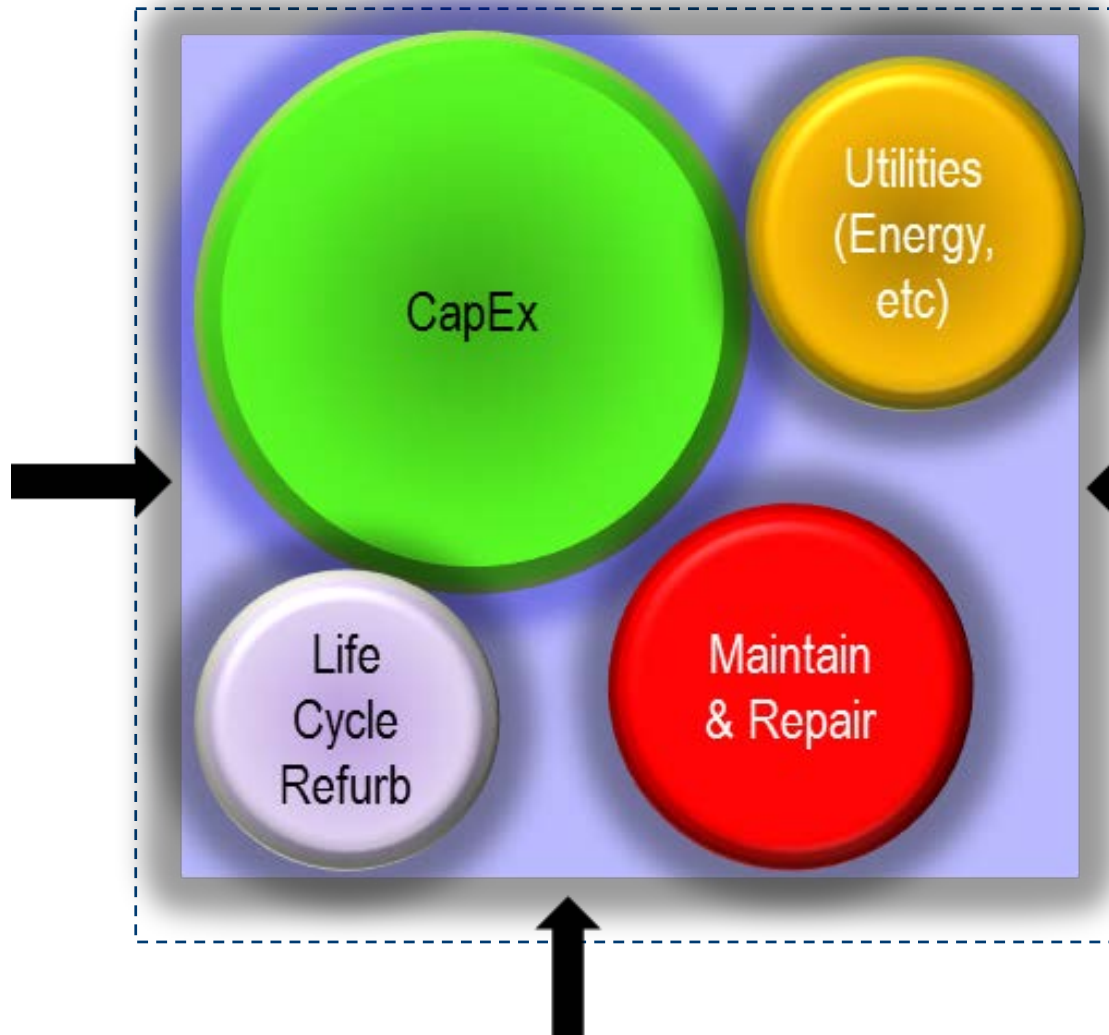 CapEx
Utilities
(Energy,
etc)
Life
Cycle
Refurb
Maintain
& Repair